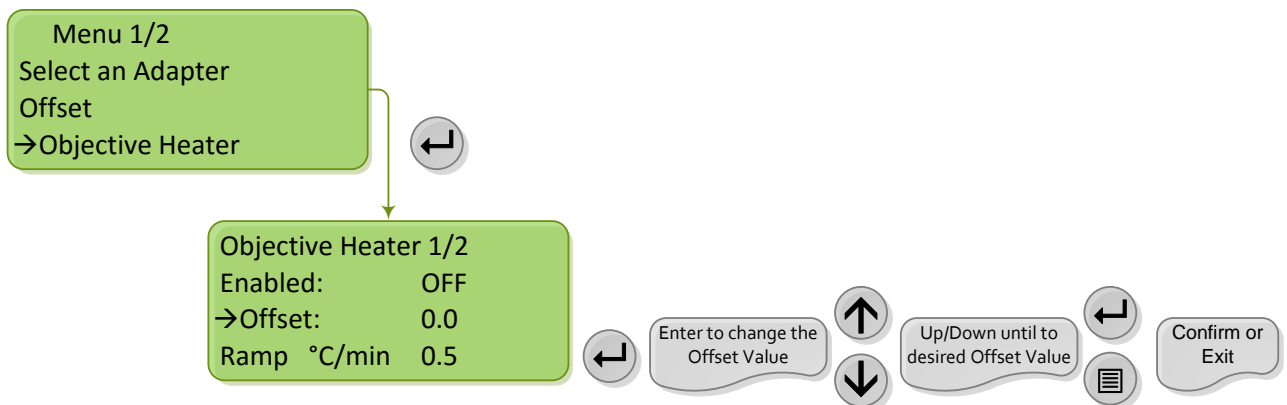 Menu 1/2
Select an Adapter
Offset
→Objective Heater
Objective Heater 1/2
Enabled: OFF
→Offset: 0.0
Ramp °C/min 0.5
Enter to change the
Offset Value
Up/Down until to
desired Offset Value
Confirm or
Exit